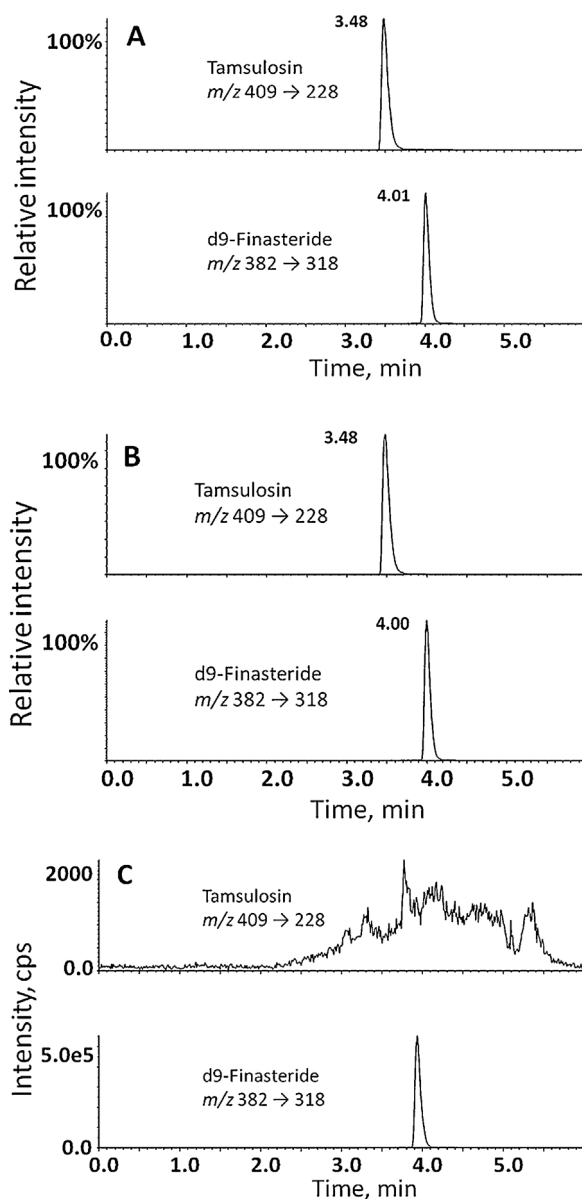 A
3.48
100%
Tamsulosin
m/z 409 → 228
4.01
100%
d9-Finasteride
m/z 382 → 318
Relative intensity
0.0 1.0 2.0 3.0 4.0 5.0
Time, min
B
3.48
100%
Tamsulosin
m/z 409 → 228
4.00
100%
d9-Finasteride
m/z 382 → 318
Relative intensity
0.0 1.0 2.0 3.0 4.0 5.0
Time, min
C
2000
Tamsulosin
m/z 409 → 228
0.0
5.0e5
d9-Finasteride
m/z 382 → 318
0.0
Intensity, cps
0.0 1.0 2.0 3.0 4.0 5.0
Time, min